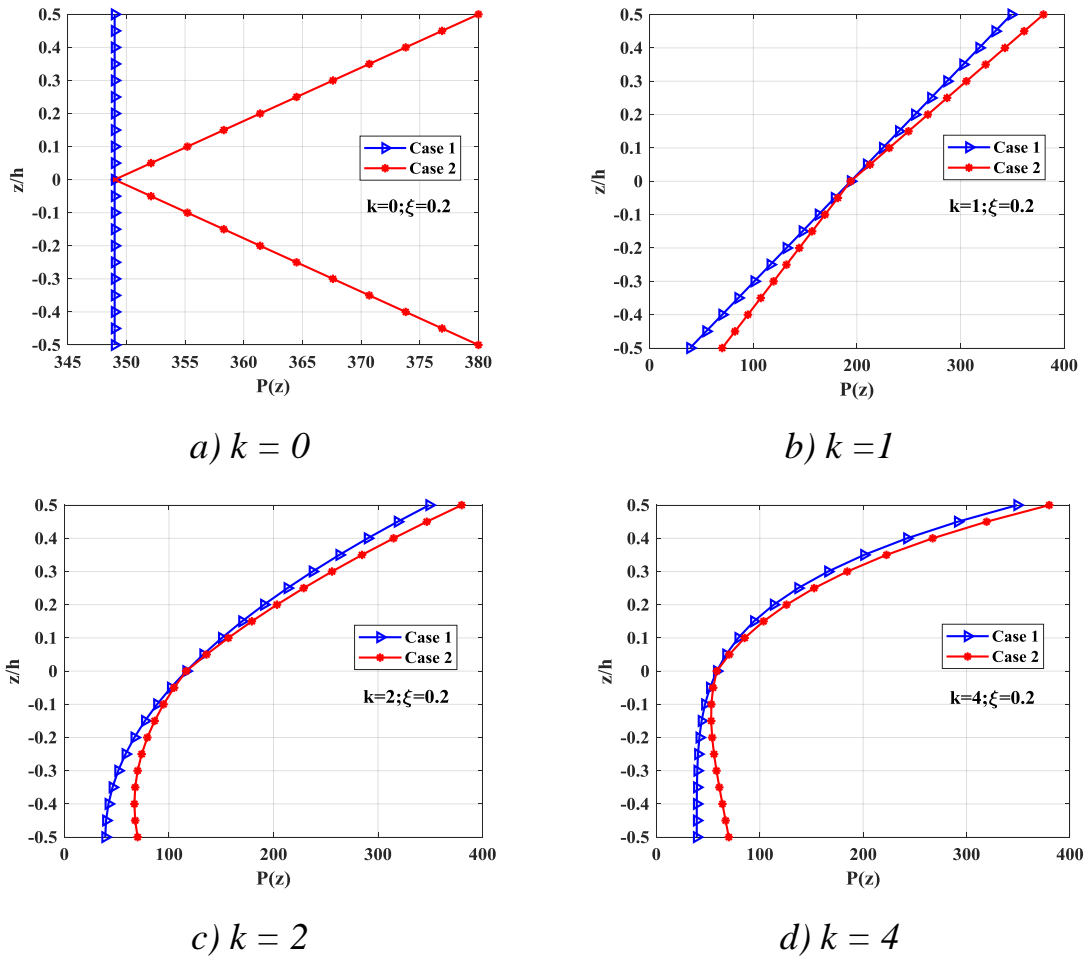 0.5
0.4
0.3
0.2
0.1
0
-0.1
-0.2
-0.3
-0.4
-0.5
z/h
345 350 355 360 365 370 375 380
P(z)
Case 1
Case 2
k=0;ξ=0.2
a) k = 0
0.5
0.4
0.3
0.2
0.1
0
-0.1
-0.2
-0.3
-0.4
-0.5
z/h
0 100 200 300 400
P(z)
Case 1
Case 2
k=1;ξ=0.2
b) k =1
0.5
0.4
0.3
0.2
0.1
0
-0.1
-0.2
-0.3
-0.4
-0.5
z/h
0 100 200 300 400
P(z)
Case 1
Case 2
k=2;ξ=0.2
c) k = 2
0.5
0.4
0.3
0.2
0.1
0
-0.1
-0.2
-0.3
-0.4
-0.5
z/h
0 100 200 300 400
P(z)
Case 1
Case 2
k=4;ξ=0.2
d) k = 4